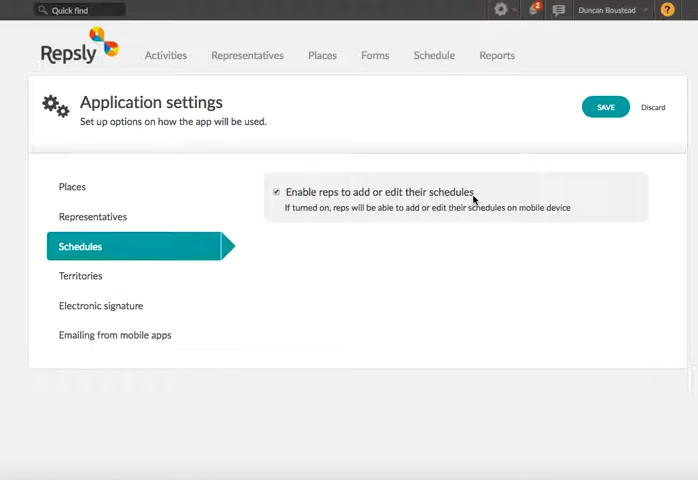 Quick find
2
Duncan Boustead
?
Repsly
Activities
Representatives
Places
Forms
Schedule
Reports
Application settings
Set up options on how the app will be used.
SAVE
Discard
Places
Representatives
Schedules
Territories
Electronic signature
Emailing from mobile apps
Enable reps to add or edit their schedules
If turned on, reps will be able to add or edit their schedules on mobile device